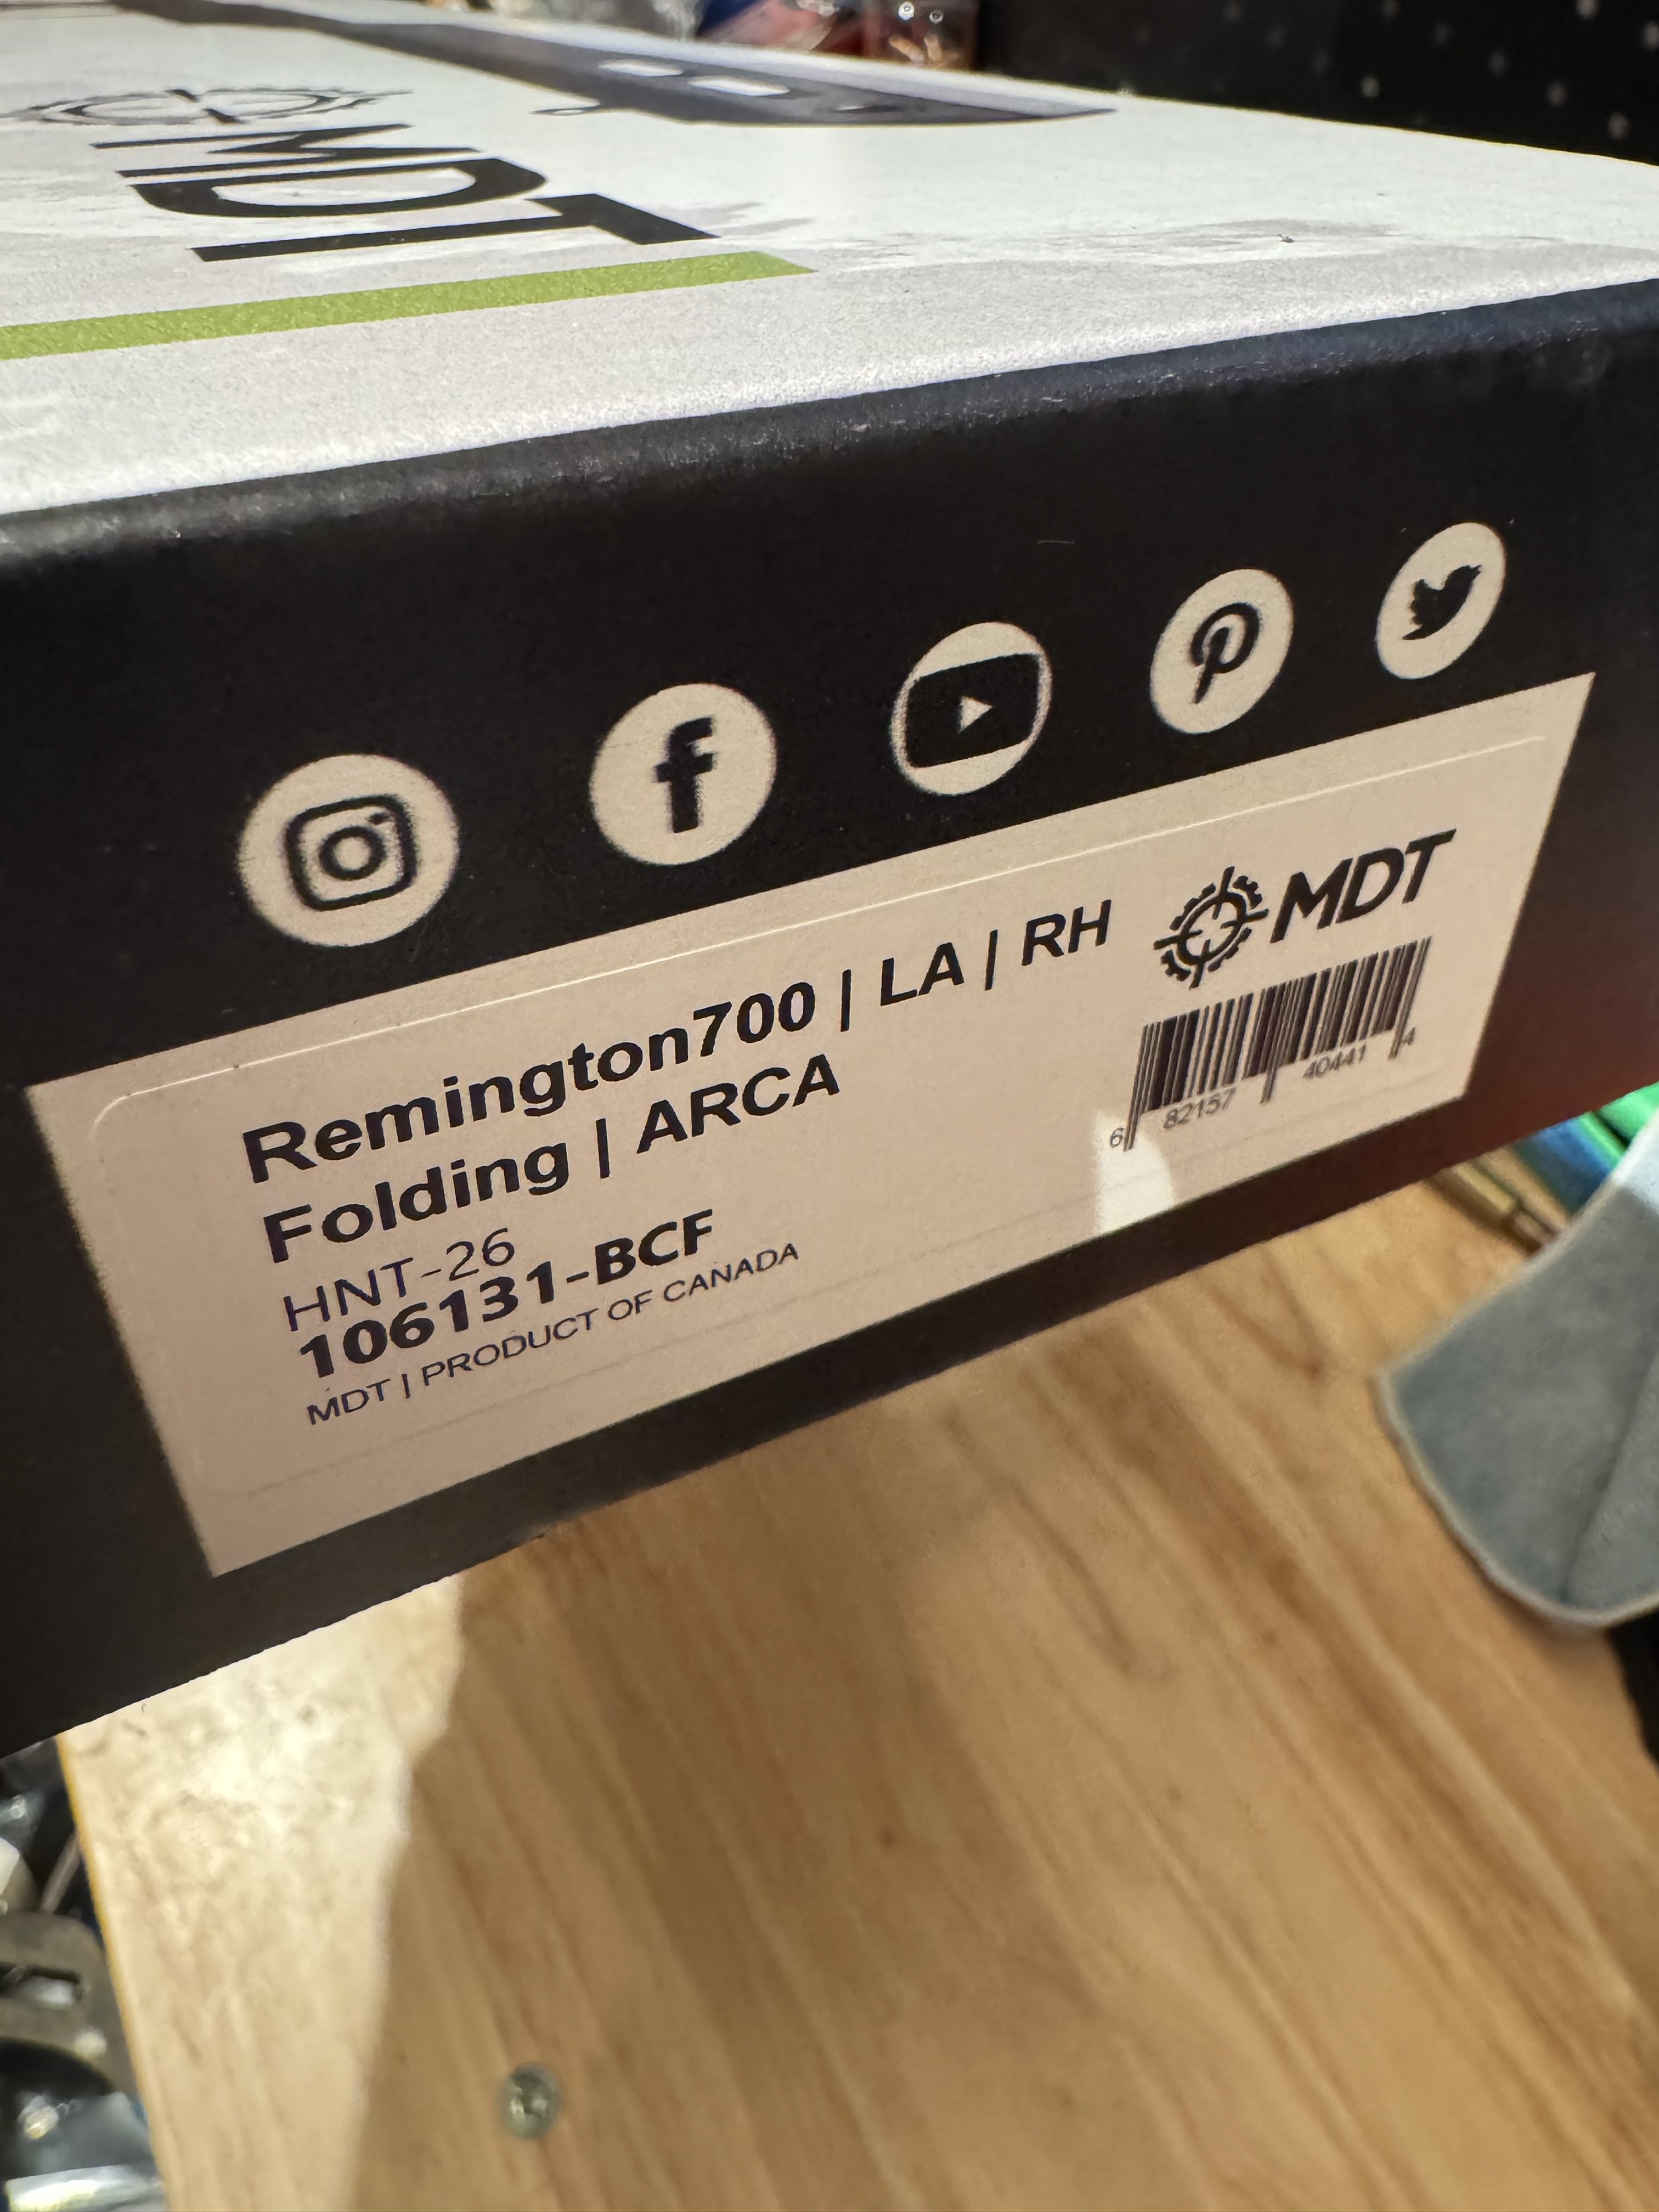 MDT
Remington700 | LA | RH
Folding | ARCA
HNT-26
106131-BCF
MDT | PRODUCT OF CANADA
MDT
6 82157 40441 4